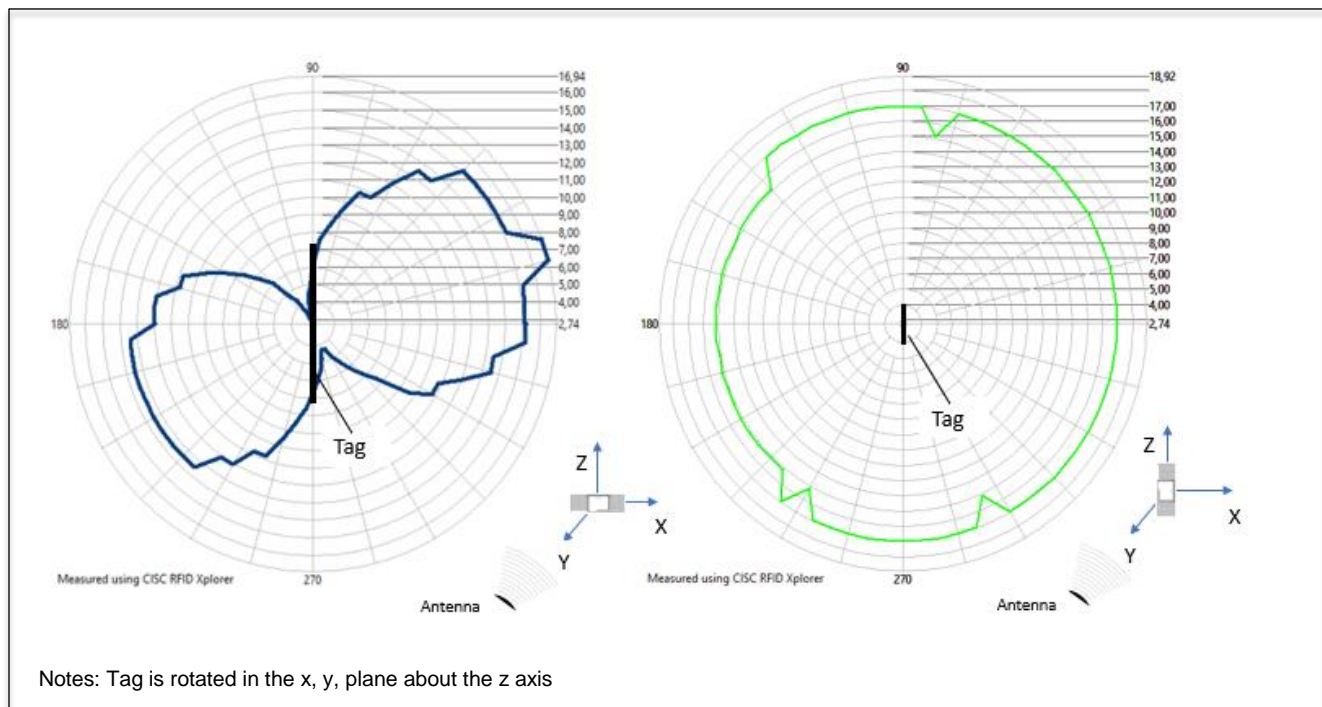 90
16,94
16,00
15,00
14,00
13,00
12,00
11,00
10,00
9,00
8,00
7,00
6,00
5,00
4,00
2,74
180
Tag
270
Measured using CISC RFID Xplorer
Z
X
Y
Antenna
90
18,92
17,00
16,00
15,00
14,00
13,00
12,00
11,00
10,00
9,00
8,00
7,00
6,00
5,00
4,00
2,74
180
Tag
270
Measured using CISC RFID Xplorer
Z
X
Y
Antenna
Notes: Tag is rotated in the x, y, plane about the z axis